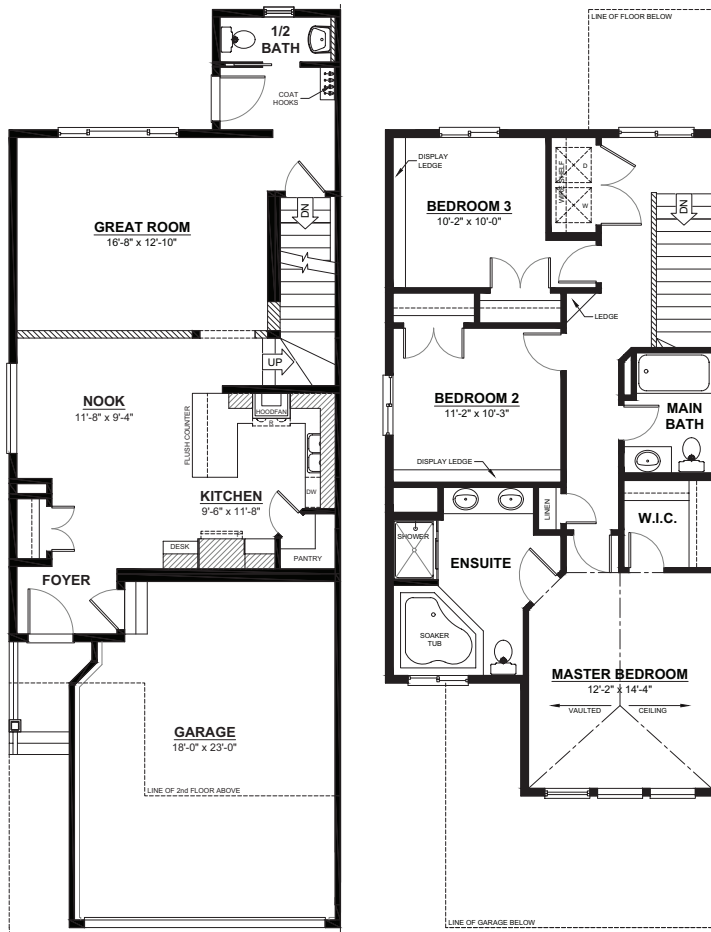 1/2
BATH
COAT
HOOKS
DN
GREAT ROOM
16'-8" x 12'-10"
UP
NOOK
11'-8" x 9'-4"
FLUSH COUNTER
HOODFAN
DW
KITCHEN
9'-6" x 11'-8"
DESK
PANTRY
FOYER
GARAGE
18'-0" x 23'-0"
LINE OF 2nd FLOOR ABOVE
LINE OF FLOOR BELOW
DISPLAY
LEDGE
BEDROOM 3
10'-2" x 10'-0"
WIRE SHELF
D
W
DN
LEDGE
BEDROOM 2
11'-2" x 10'-3"
DISPLAY LEDGE
MAIN
BATH
LINEN
W.I.C.
SHOWER
ENSUITE
SOAKER
TUB
MASTER BEDROOM
12'-2" x 14'-4"
VAULTED
CEILING
LINE OF GARAGE BELOW